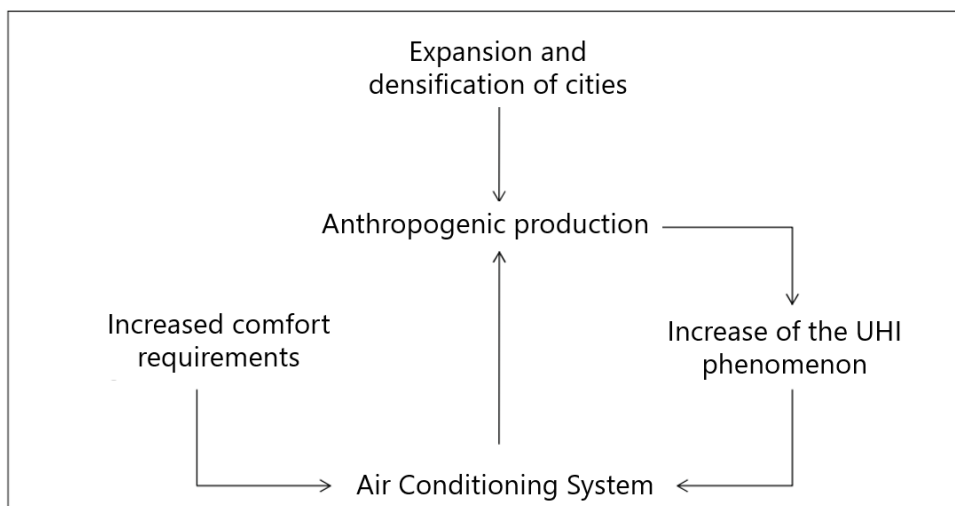 Expansion and
densification of cities
Anthropogenic production
Increased comfort
requirements
Increase of the UHI
phenomenon
Air Conditioning System